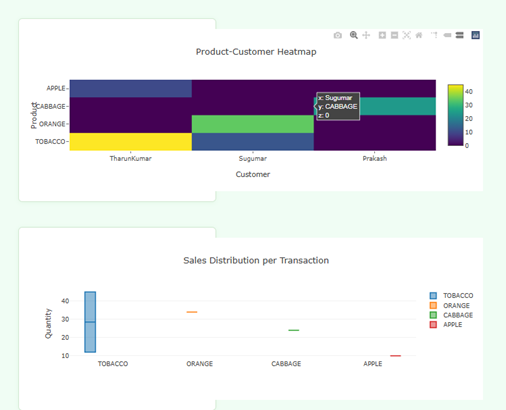 Product-Customer Heatmap
Product
APPLE
CABBAGE
ORANGE
TOBACCO
x: Sugumar
y: CABBAGE
z: 0
40
30
20
10
0
TharunKumar Sugumar Prakash
Customer
Sales Distribution per Transaction
Quantity
40
30
20
10
TOBACCO ORANGE CABBAGE APPLE
TOBACCO
ORANGE
CABBAGE
APPLE